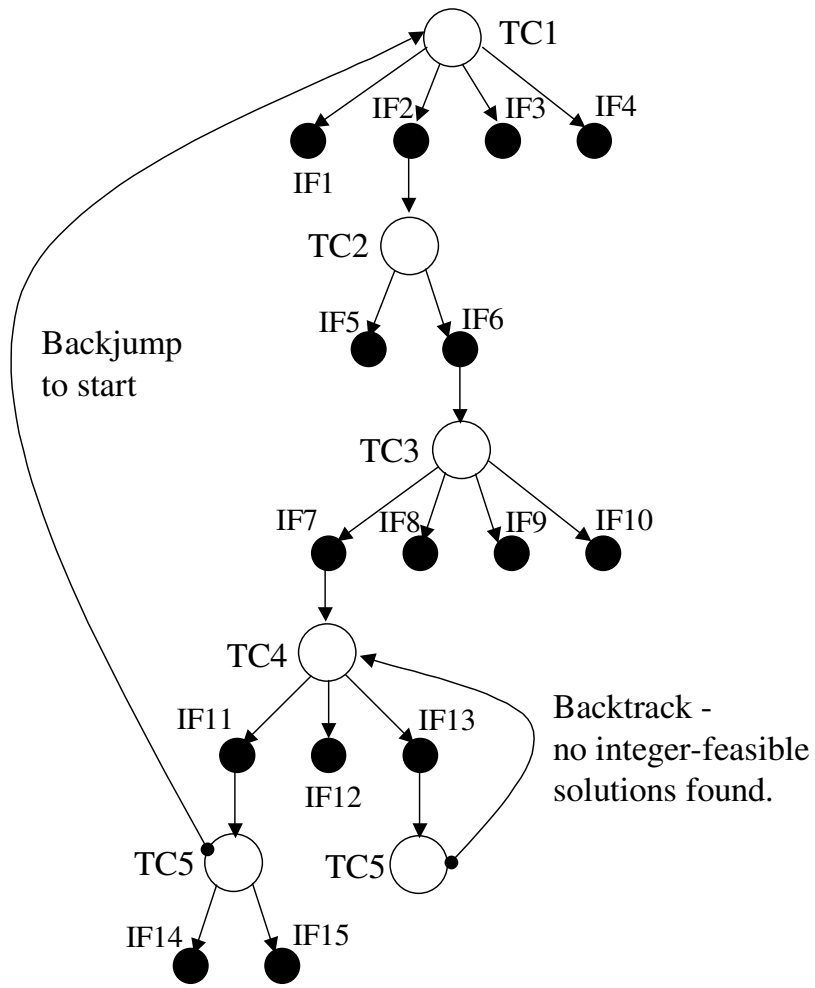 TC1
IF2
IF3
IF4
IF1
TC2
IF5
IF6
Backjump
to start
TC3
IF7
IF8
IF9
IF10
TC4
IF11
IF13
IF12
Backtrack -
no integer-feasible
solutions found.
TC5
TC5
IF14
IF15